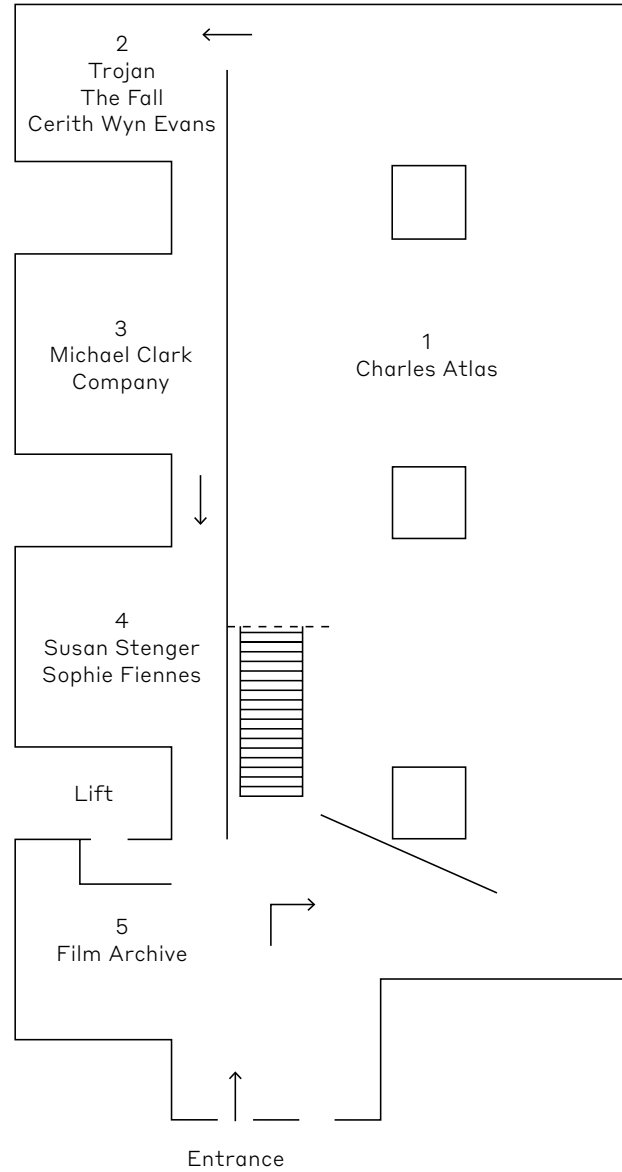 2
Trojan
The Fall
Cerith Wyn Evans
3
Michael Clark
Company
1
Charles Atlas
4
Susan Stenger
Sophie Fiennes
Lift
5
Film Archive
Entrance